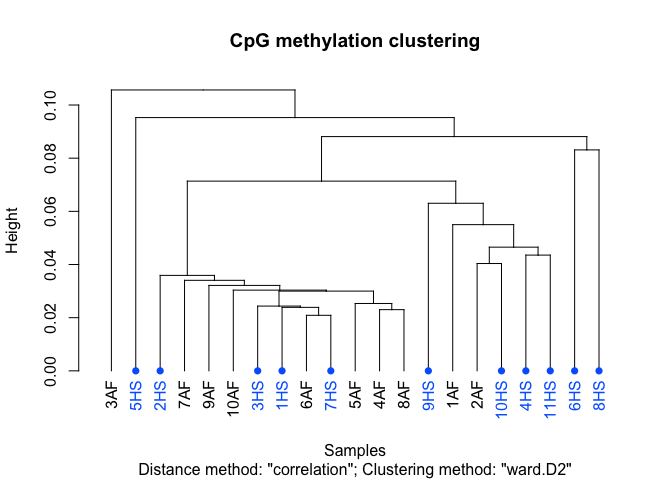 CpG methylation clustering
Height
0.10
0.08
0.06
0.04
0.02
0.00
3AF 5HS 2HS 7AF 9AF 10AF 3HS 1HS 6AF 7HS 5AF 4AF 8AF 9HS 1AF 2AF 10HS 4HS 11HS 6HS 8HS
Samples
Distance method: "correlation"; Clustering method: "ward.D2"